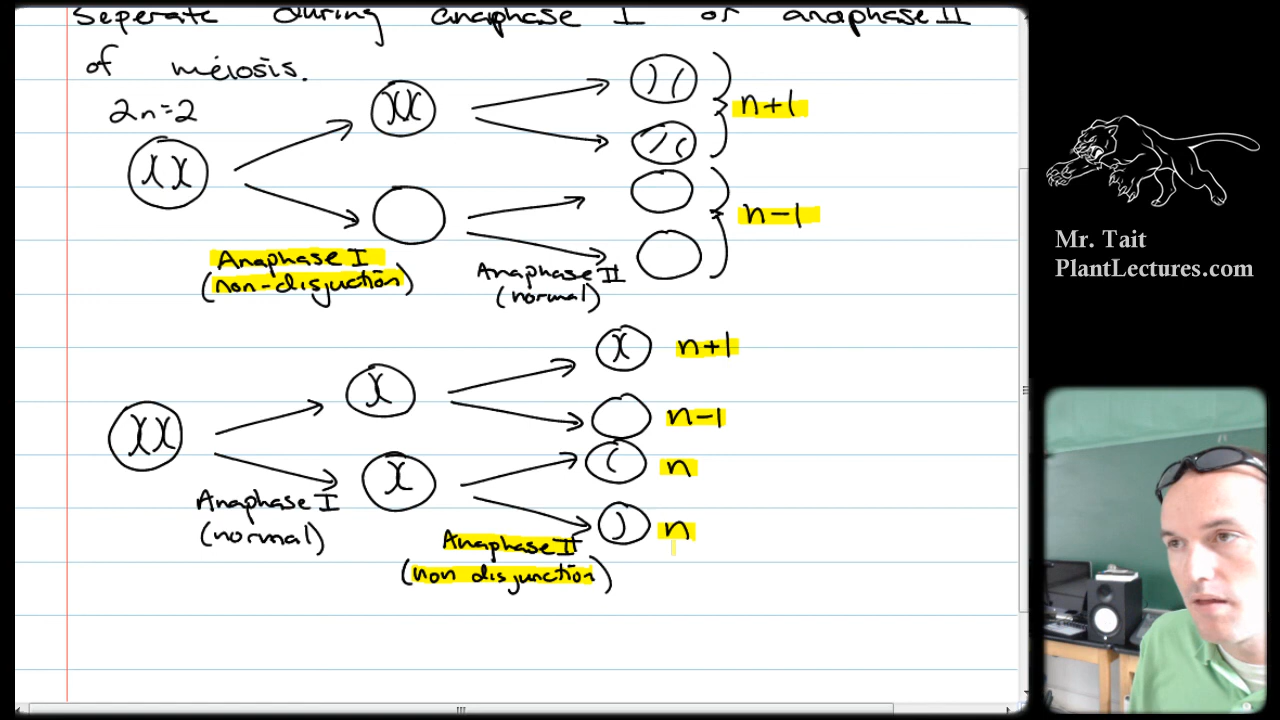 Seperate during anaphase I or anaphase II
of meiosis.
2n=2
n+1
n-1
Anaphase I
(non-disjuction)
Anaphase II
(normal)
n+1
n-1
n
n
Anaphase I
(normal)
Anaphase II
(non disjunction)
Mr. Tait
PlantLectures.com